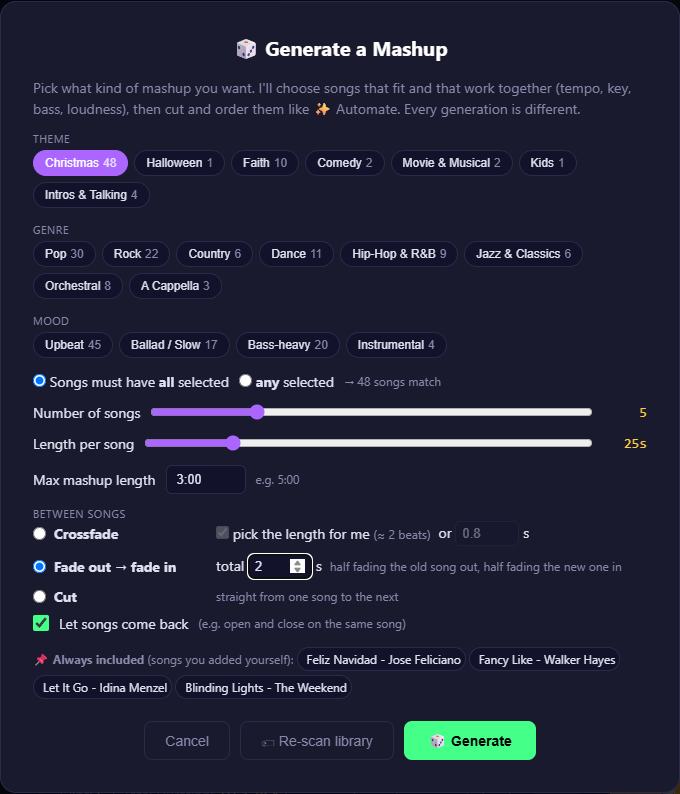 🎲 Generate a Mashup
Pick what kind of mashup you want. I'll choose songs that fit and that work together (tempo, key,
bass, loudness), then cut and order them like ✨ Automate. Every generation is different.
THEME
Christmas 48 Halloween 1 Faith 10 Comedy 2 Movie & Musical 2 Kids 1
Intros & Talking 4
GENRE
Pop 30 Rock 22 Country 6 Dance 11 Hip-Hop & R&B 9 Jazz & Classics 6
Orchestral 8 A Cappella 3
MOOD
Upbeat 45 Ballad / Slow 17 Bass-heavy 20 Instrumental 4
Songs must have all selected any selected → 48 songs match
Number of songs 5
Length per song 25s
Max mashup length 3:00 e.g. 5:00
BETWEEN SONGS
Crossfade pick the length for me (≈ 2 beats) or 0.8 s
Fade out → fade in total 2 s half fading the old song out, half fading the new one in
Cut straight from one song to the next
Let songs come back (e.g. open and close on the same song)
📌 Always included (songs you added yourself): Feliz Navidad - Jose Feliciano Fancy Like - Walker Hayes
Let It Go - Idina Menzel Blinding Lights - The Weekend
Cancel Re-scan library 🎲 Generate